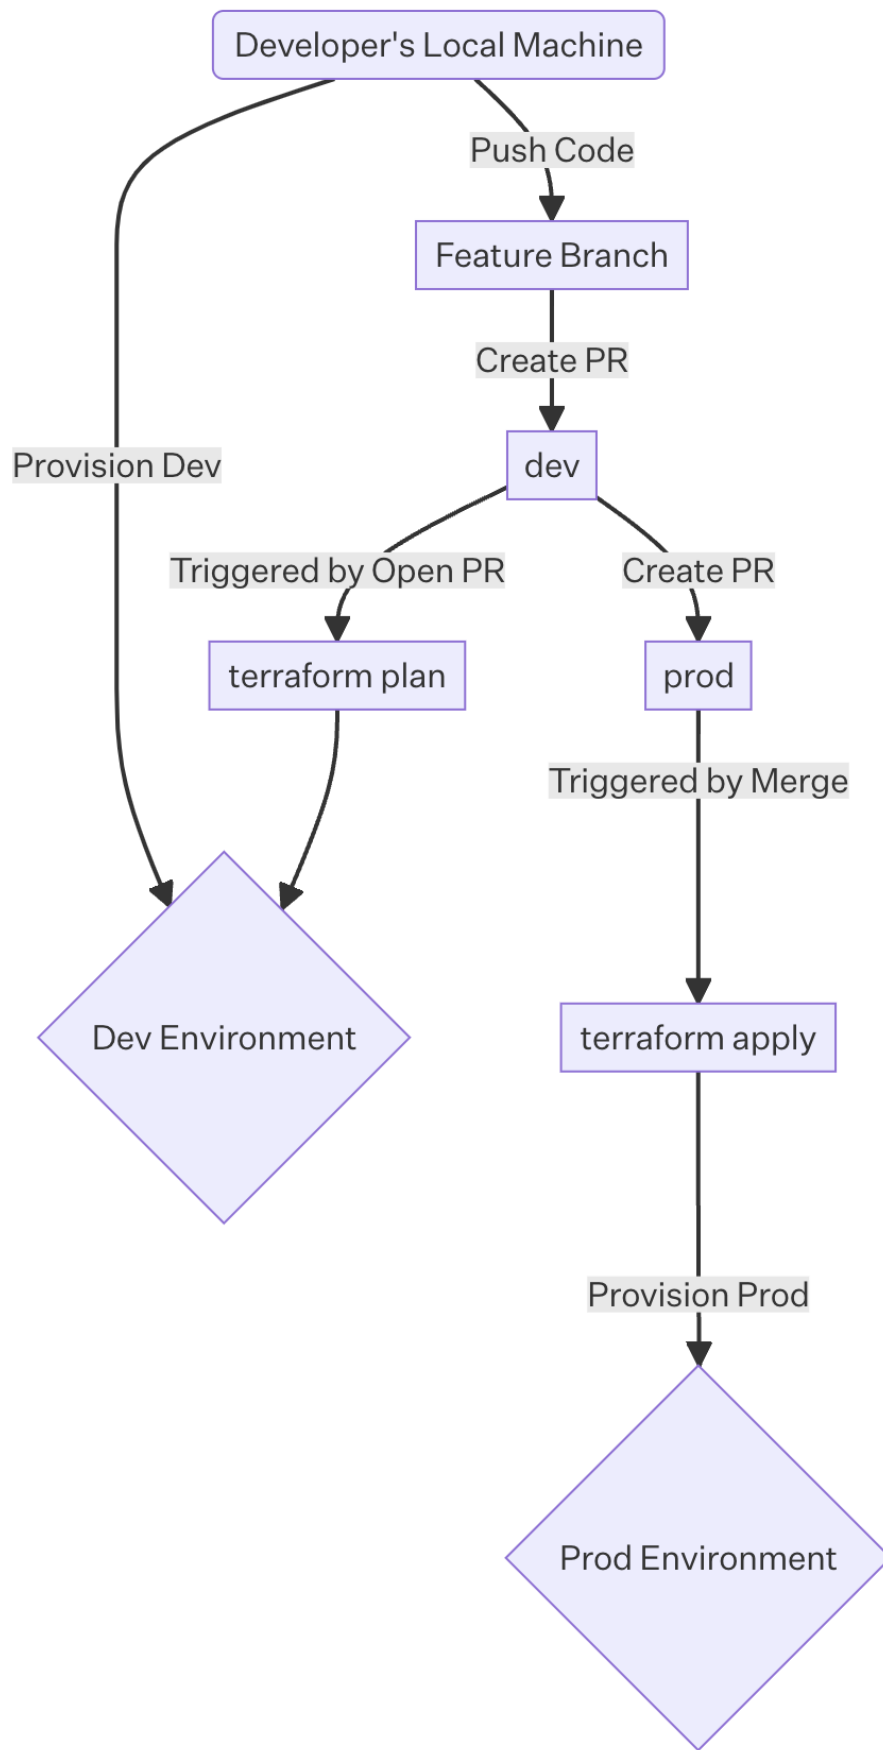 Developer's Local Machine
Push Code
Feature Branch
Create PR
Provision Dev
dev
Triggered by Open PR
Create PR
terraform plan
prod
Triggered by Merge
Dev Environment
terraform apply
Provision Prod
Prod Environment